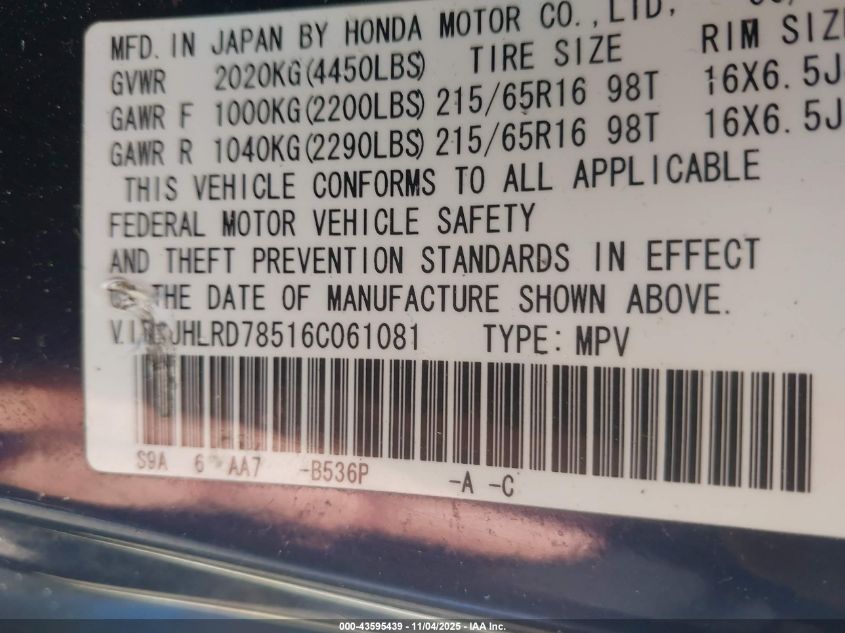 MFD. IN JAPAN BY HONDA MOTOR CO.,LTD.
GVWR 2020KG(4450LBS) TIRE SIZE RIM SIZE
GAWR F 1000KG(2200LBS) 215/65R16 98T 16X6.5J
GAWR R 1040KG(2290LBS) 215/65R16 98T 16X6.5J
THIS VEHICLE CONFORMS TO ALL APPLICABLE
FEDERAL MOTOR VEHICLE SAFETY
AND THEFT PREVENTION STANDARDS IN EFFECT
THE DATE OF MANUFACTURE SHOWN ABOVE.
JHLRD78516C061081 TYPE: MPV
S9A 6 AA7 -B536P -A -C
000-43595439 - 11/04/2025 - IAA Inc.